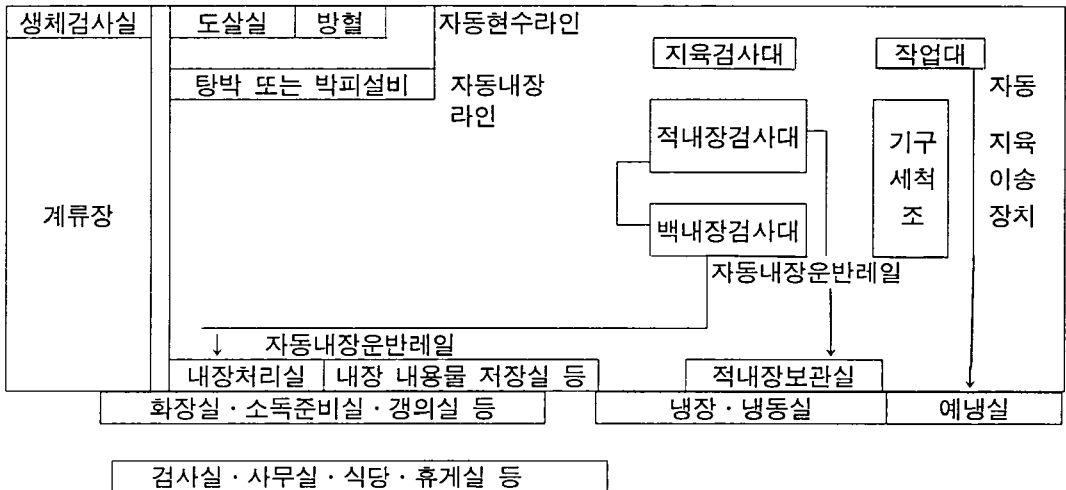 생체검사실
도살실
방혈
자동현수라인
지육검사대
작업대
탕박 또는 박피설비
자동내장
라인
자동
지육
이송
장치
적내장검사대
기구
세척
조
계류장
백내장검사대
자동내장운반레일
자동내장운반레일
내장처리실
내장 내용물 저장실 등
적내장보관실
화장실·소독준비실·갱의실 등
냉장·냉동실
예냉실
검사실·사무실·식당·휴게실 등